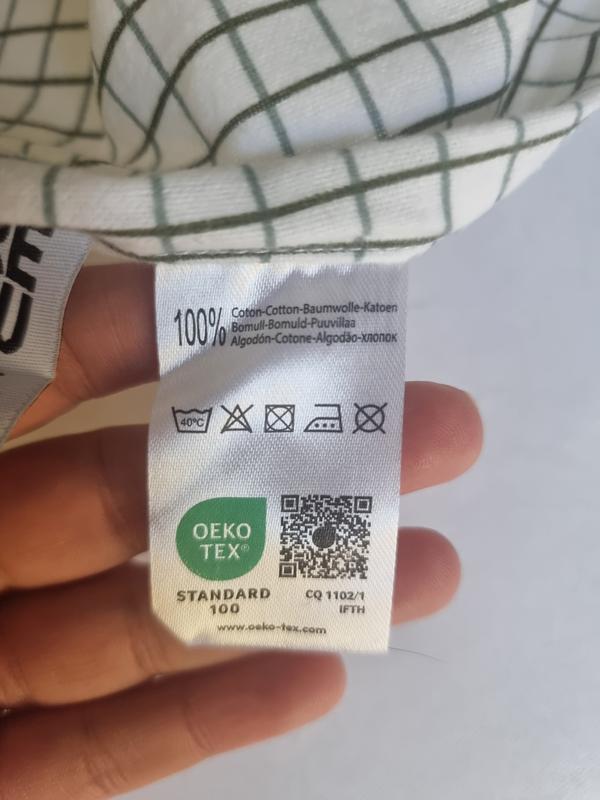 100%
Coton-Cotton-Baumwolle-Katoen
Bomull-Bomuld-Puuvillaa
Algodón-Cotone-Algodão-хлопок
40°C
OEKO
TEX®
STANDARD
100
CQ 1102/1
IFTH
www.oeko-tex.com